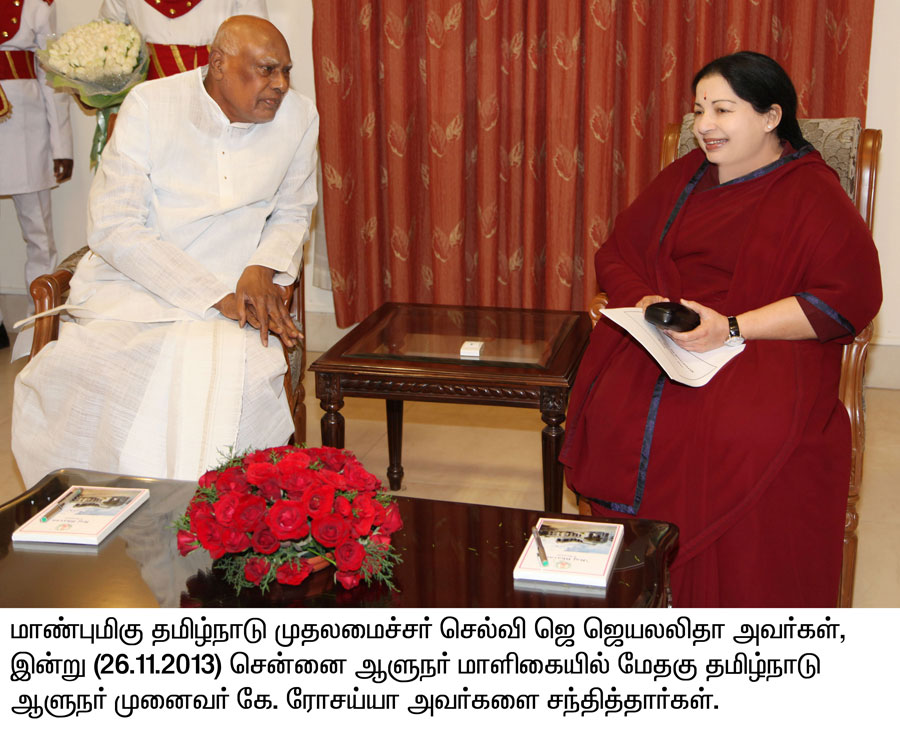 மாண்புமிகு தமிழ்நாடு முதலமைச்சர் செல்வி ஜெ ஜெயலலிதா அவர்கள்,
இன்று (26.11.2013) சென்னை ஆளுநர் மாளிகையில் மேதகு தமிழ்நாடு
ஆளுநர் முனைவர் கே. ரோசய்யா அவர்களை சந்தித்தார்கள்.